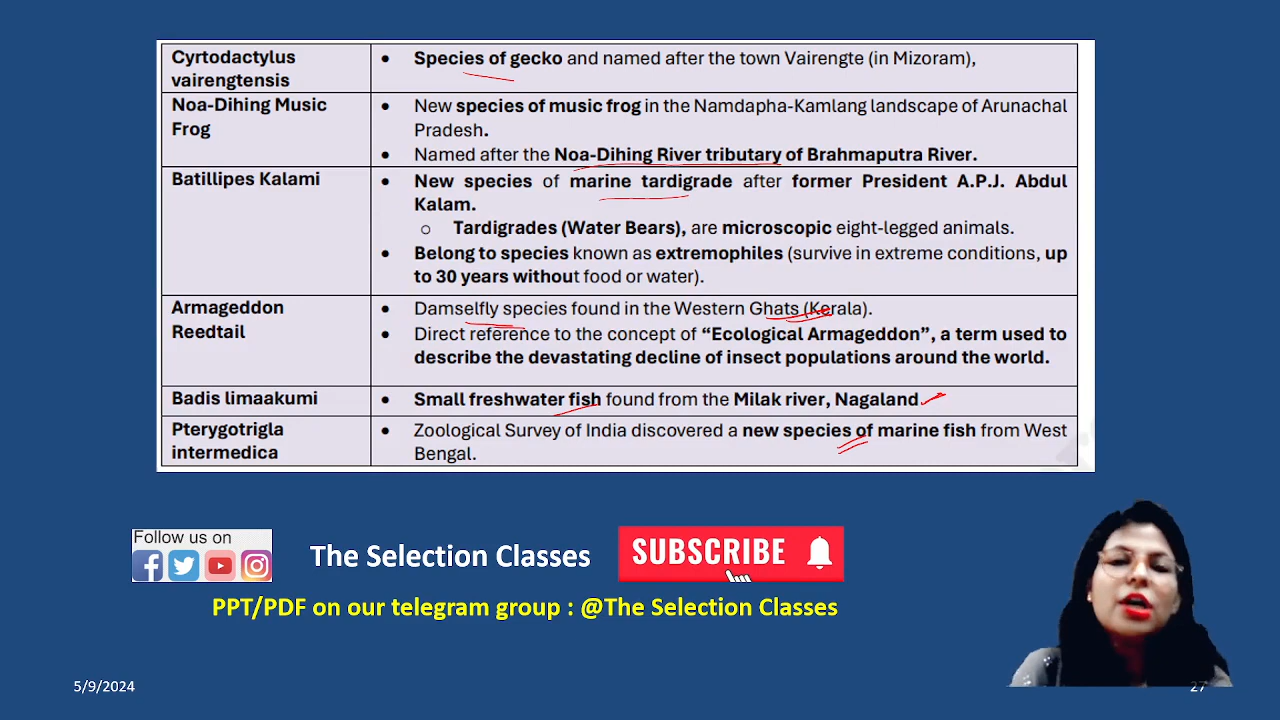 Cyrtodactylus
vairengtensis
• Species of gecko and named after the town Vairengte (in Mizoram),
Noa-Dihing Music
Frog
• New species of music frog in the Namdapha-Kamlang landscape of Arunachal
Pradesh.
• Named after the Noa-Dihing River tributary of Brahmaputra River.
Batillipes Kalami
• New species of marine tardigrade after former President A.P.J. Abdul
Kalam.
o Tardigrades (Water Bears), are microscopic eight-legged animals.
• Belong to species known as extremophiles (survive in extreme conditions, up
to 30 years without food or water).
Armageddon
Reedtail
• Damselfly species found in the Western Ghats (Kerala).
• Direct reference to the concept of “Ecological Armageddon”, a term used to
describe the devastating decline of insect populations around the world.
Badis limaakumi
• Small freshwater fish found from the Milak river, Nagaland
Pterygotrigla
intermedica
• Zoological Survey of India discovered a new species of marine fish from West
Bengal.
Follow us on
The Selection Classes
SUBSCRIBE
PPT/PDF on our telegram group : @The Selection Classes
5/9/2024
27